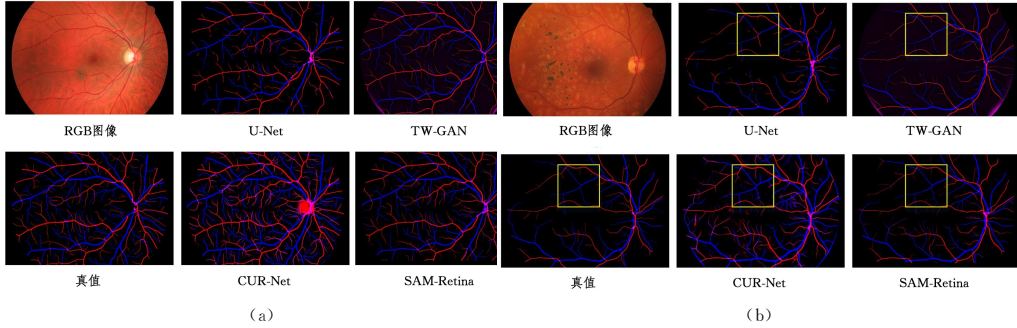 RGB图像 U-Net TW-GAN
RGB图像 U-Net TW-GAN
真值 CUR-Net SAM-Retina
真值 CUR-Net SAM-Retina
(a) (b)